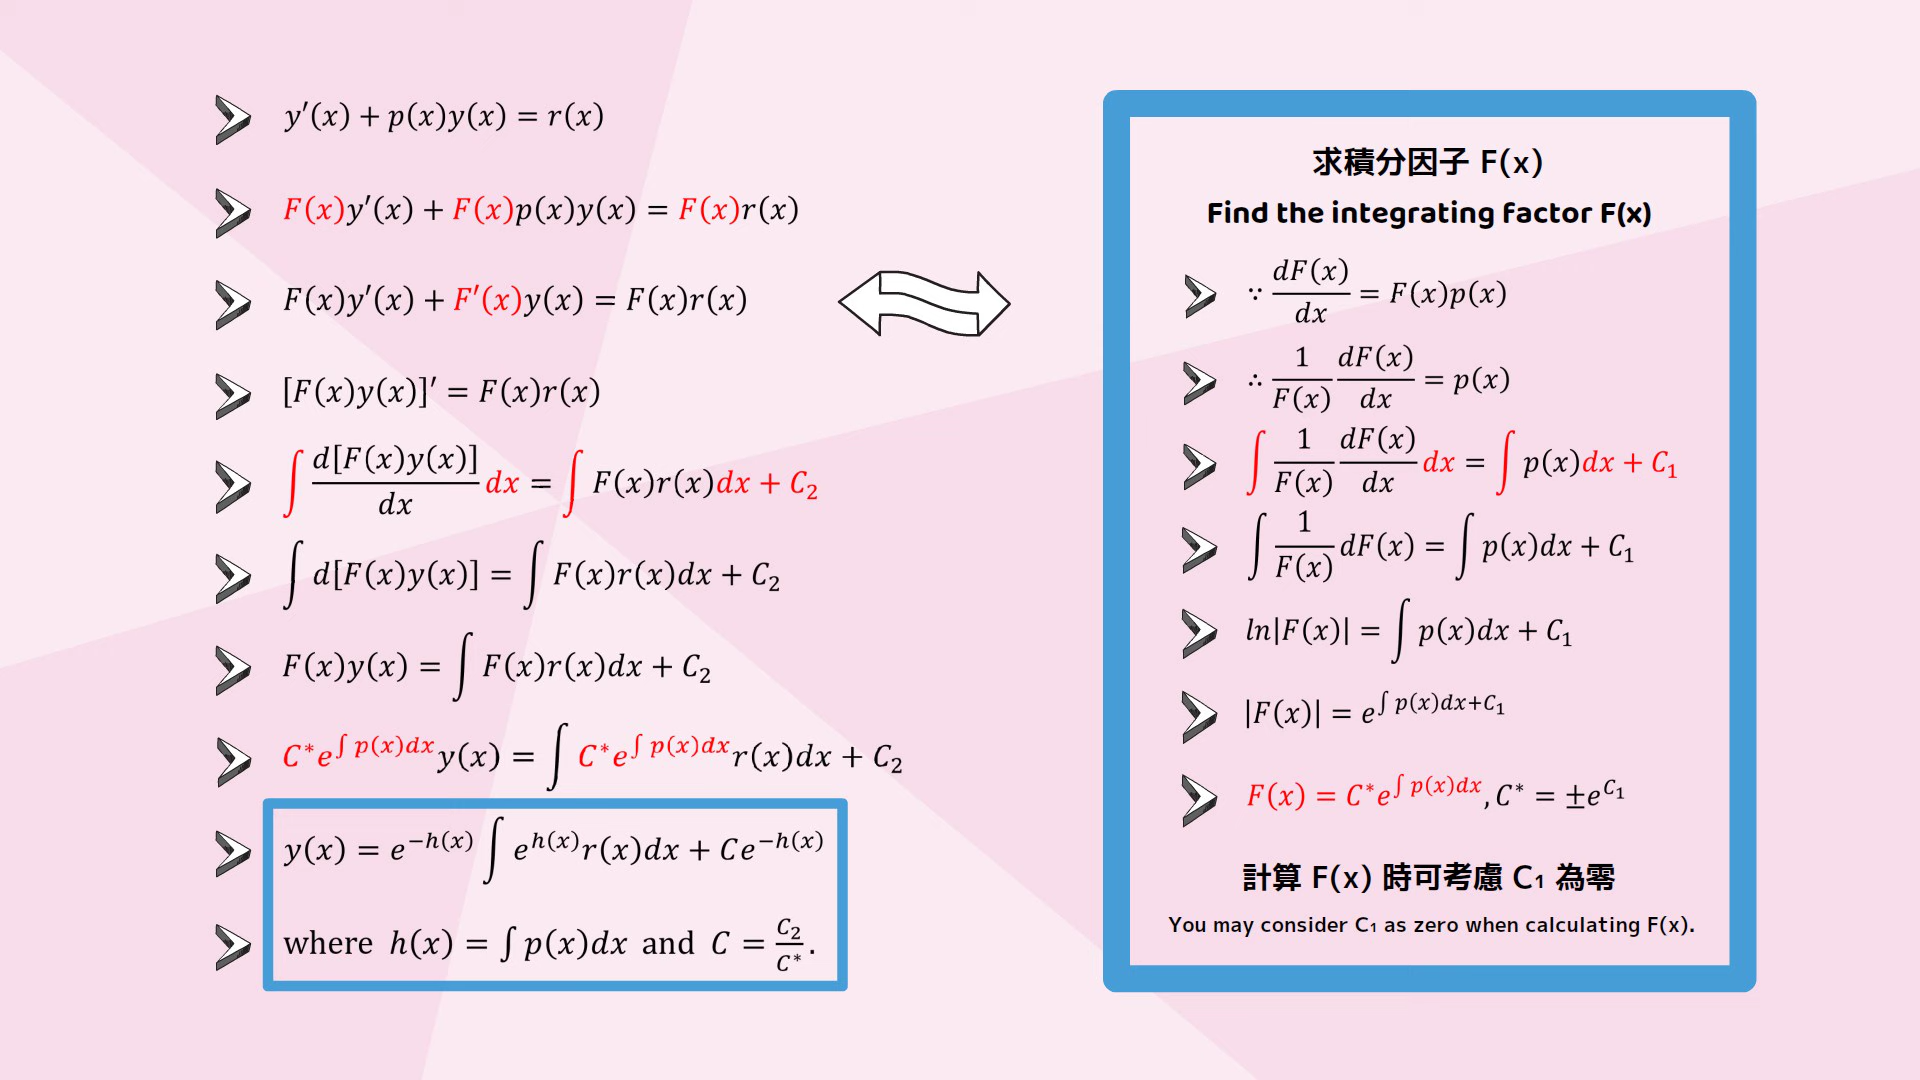 y′(x) + p(x)y(x) = r(x)
F(x)y′(x) + F(x)p(x)y(x) = F(x)r(x)
F(x)y′(x) + F′(x)y(x) = F(x)r(x)
[F(x)y(x)]′ = F(x)r(x)
∫ d[F(x)y(x)]/dx dx = ∫ F(x)r(x)dx + C₂
∫ d[F(x)y(x)] = ∫ F(x)r(x)dx + C₂
F(x)y(x) = ∫ F(x)r(x)dx + C₂
C*e^{∫ p(x)dx}y(x) = ∫ C*e^{∫ p(x)dx}r(x)dx + C₂
y(x) = e^{−h(x)} ∫ e^{h(x)}r(x)dx + Ce^{−h(x)}
where h(x) = ∫ p(x)dx and C = C₂/C*.
求積分因子 F(x)
Find the integrating factor F(x)
∵ dF(x)/dx = F(x)p(x)
∴ 1/F(x) dF(x)/dx = p(x)
∫ 1/F(x) dF(x)/dx dx = ∫ p(x)dx + C₁
∫ 1/F(x) dF(x) = ∫ p(x)dx + C₁
ln|F(x)| = ∫ p(x)dx + C₁
|F(x)| = e^{∫ p(x)dx+C₁}
F(x) = C*e^{∫ p(x)dx}, C* = ±e^{C₁}
計算 F(x) 時可考慮 C₁ 為零
You may consider C₁ as zero when calculating F(x).